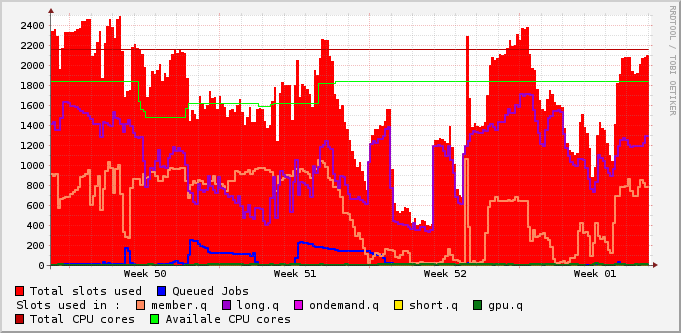 RRDTOOL / TOBI OETIKER
2400
2200
2000
1800
1600
1400
1200
1000
800
600
400
200
0
Week 50 Week 51 Week 52 Week 01
Total slots used Queued Jobs
Slots used in : member.q long.q ondemand.q short.q gpu.q
Total CPU cores Availale CPU cores